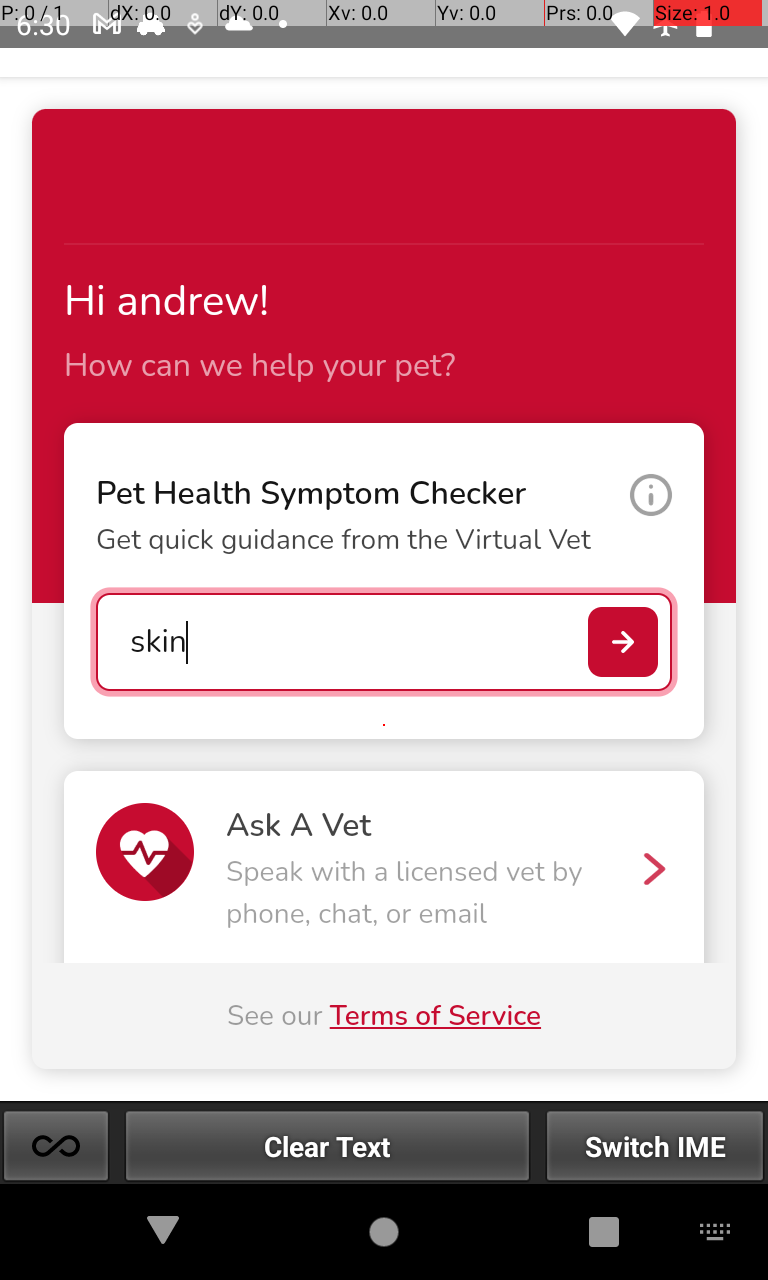 P: 0 / 1 dX: 0.0 dY: 0.0 Xv: 0.0 Yv: 0.0 Prs: 0.0 Size: 1.0
6:30
Hi andrew!
How can we help your pet?
Pet Health Symptom Checker
Get quick guidance from the Virtual Vet
skin
Ask A Vet
Speak with a licensed vet by
phone, chat, or email
See our Terms of Service
Clear Text Switch IME